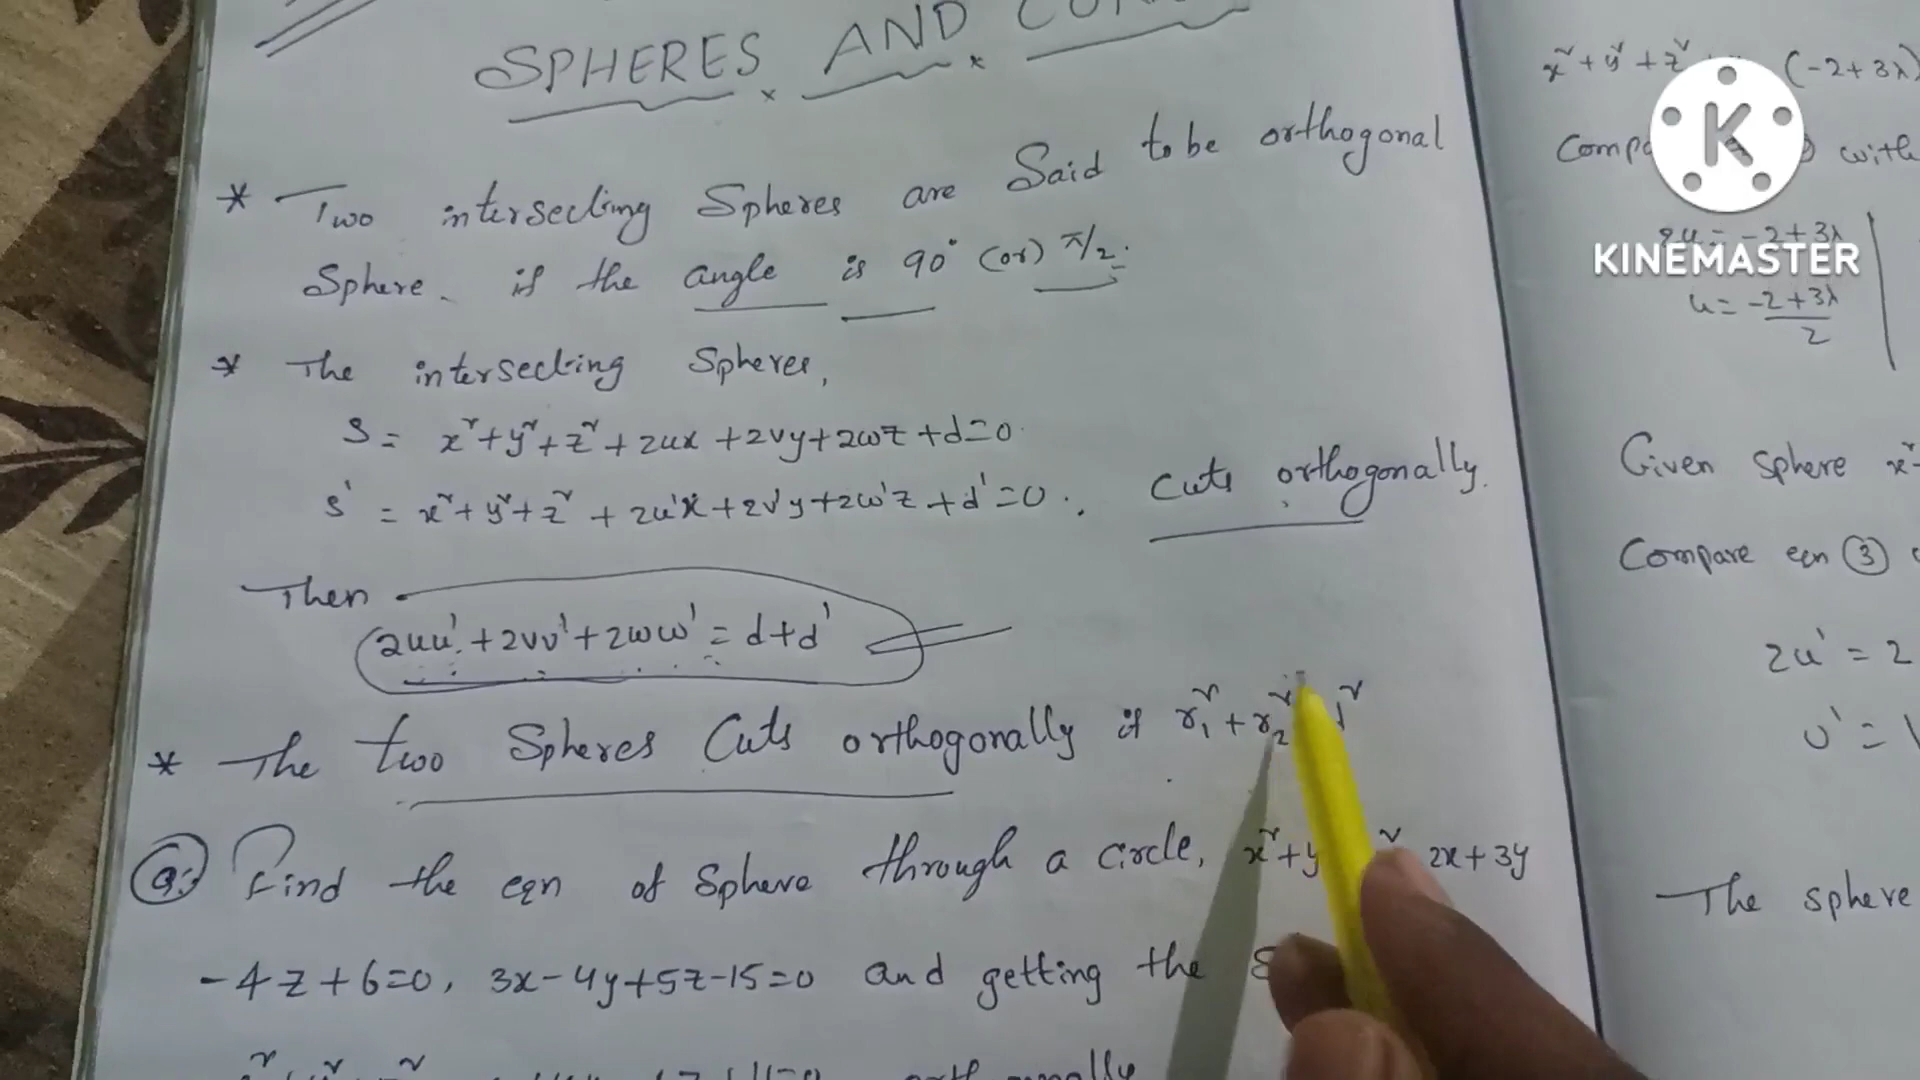 SPHERES AND
* Two intersecting Spheres are Said to be orthogonal
Sphere. if the angle is 90° (or) π/2.
* The intersecting Spheres,
S = x²+y²+z²+2ux+2vy+2wz+d=0.
S' = x²+y²+z²+2u'x+2v'y+2w'z+d'=0. Cuts orthogonally.
Then
2uu'+2vv'+2ww' = d+d'
* The two Spheres Cuts orthogonally if r₁²+r₂²
Q: Find the eqn of Sphere through a circle, x²+y 2x+3y
-4z+6=0, 3x-4y+5z-15=0 and getting the
x²+y²+z² (-2+3λ)
with
2u = -2+3λ
u = -2+3λ/2
Given Sphere
Compare eqn ③
2u' = 2
The sphere
K
KINEMASTER